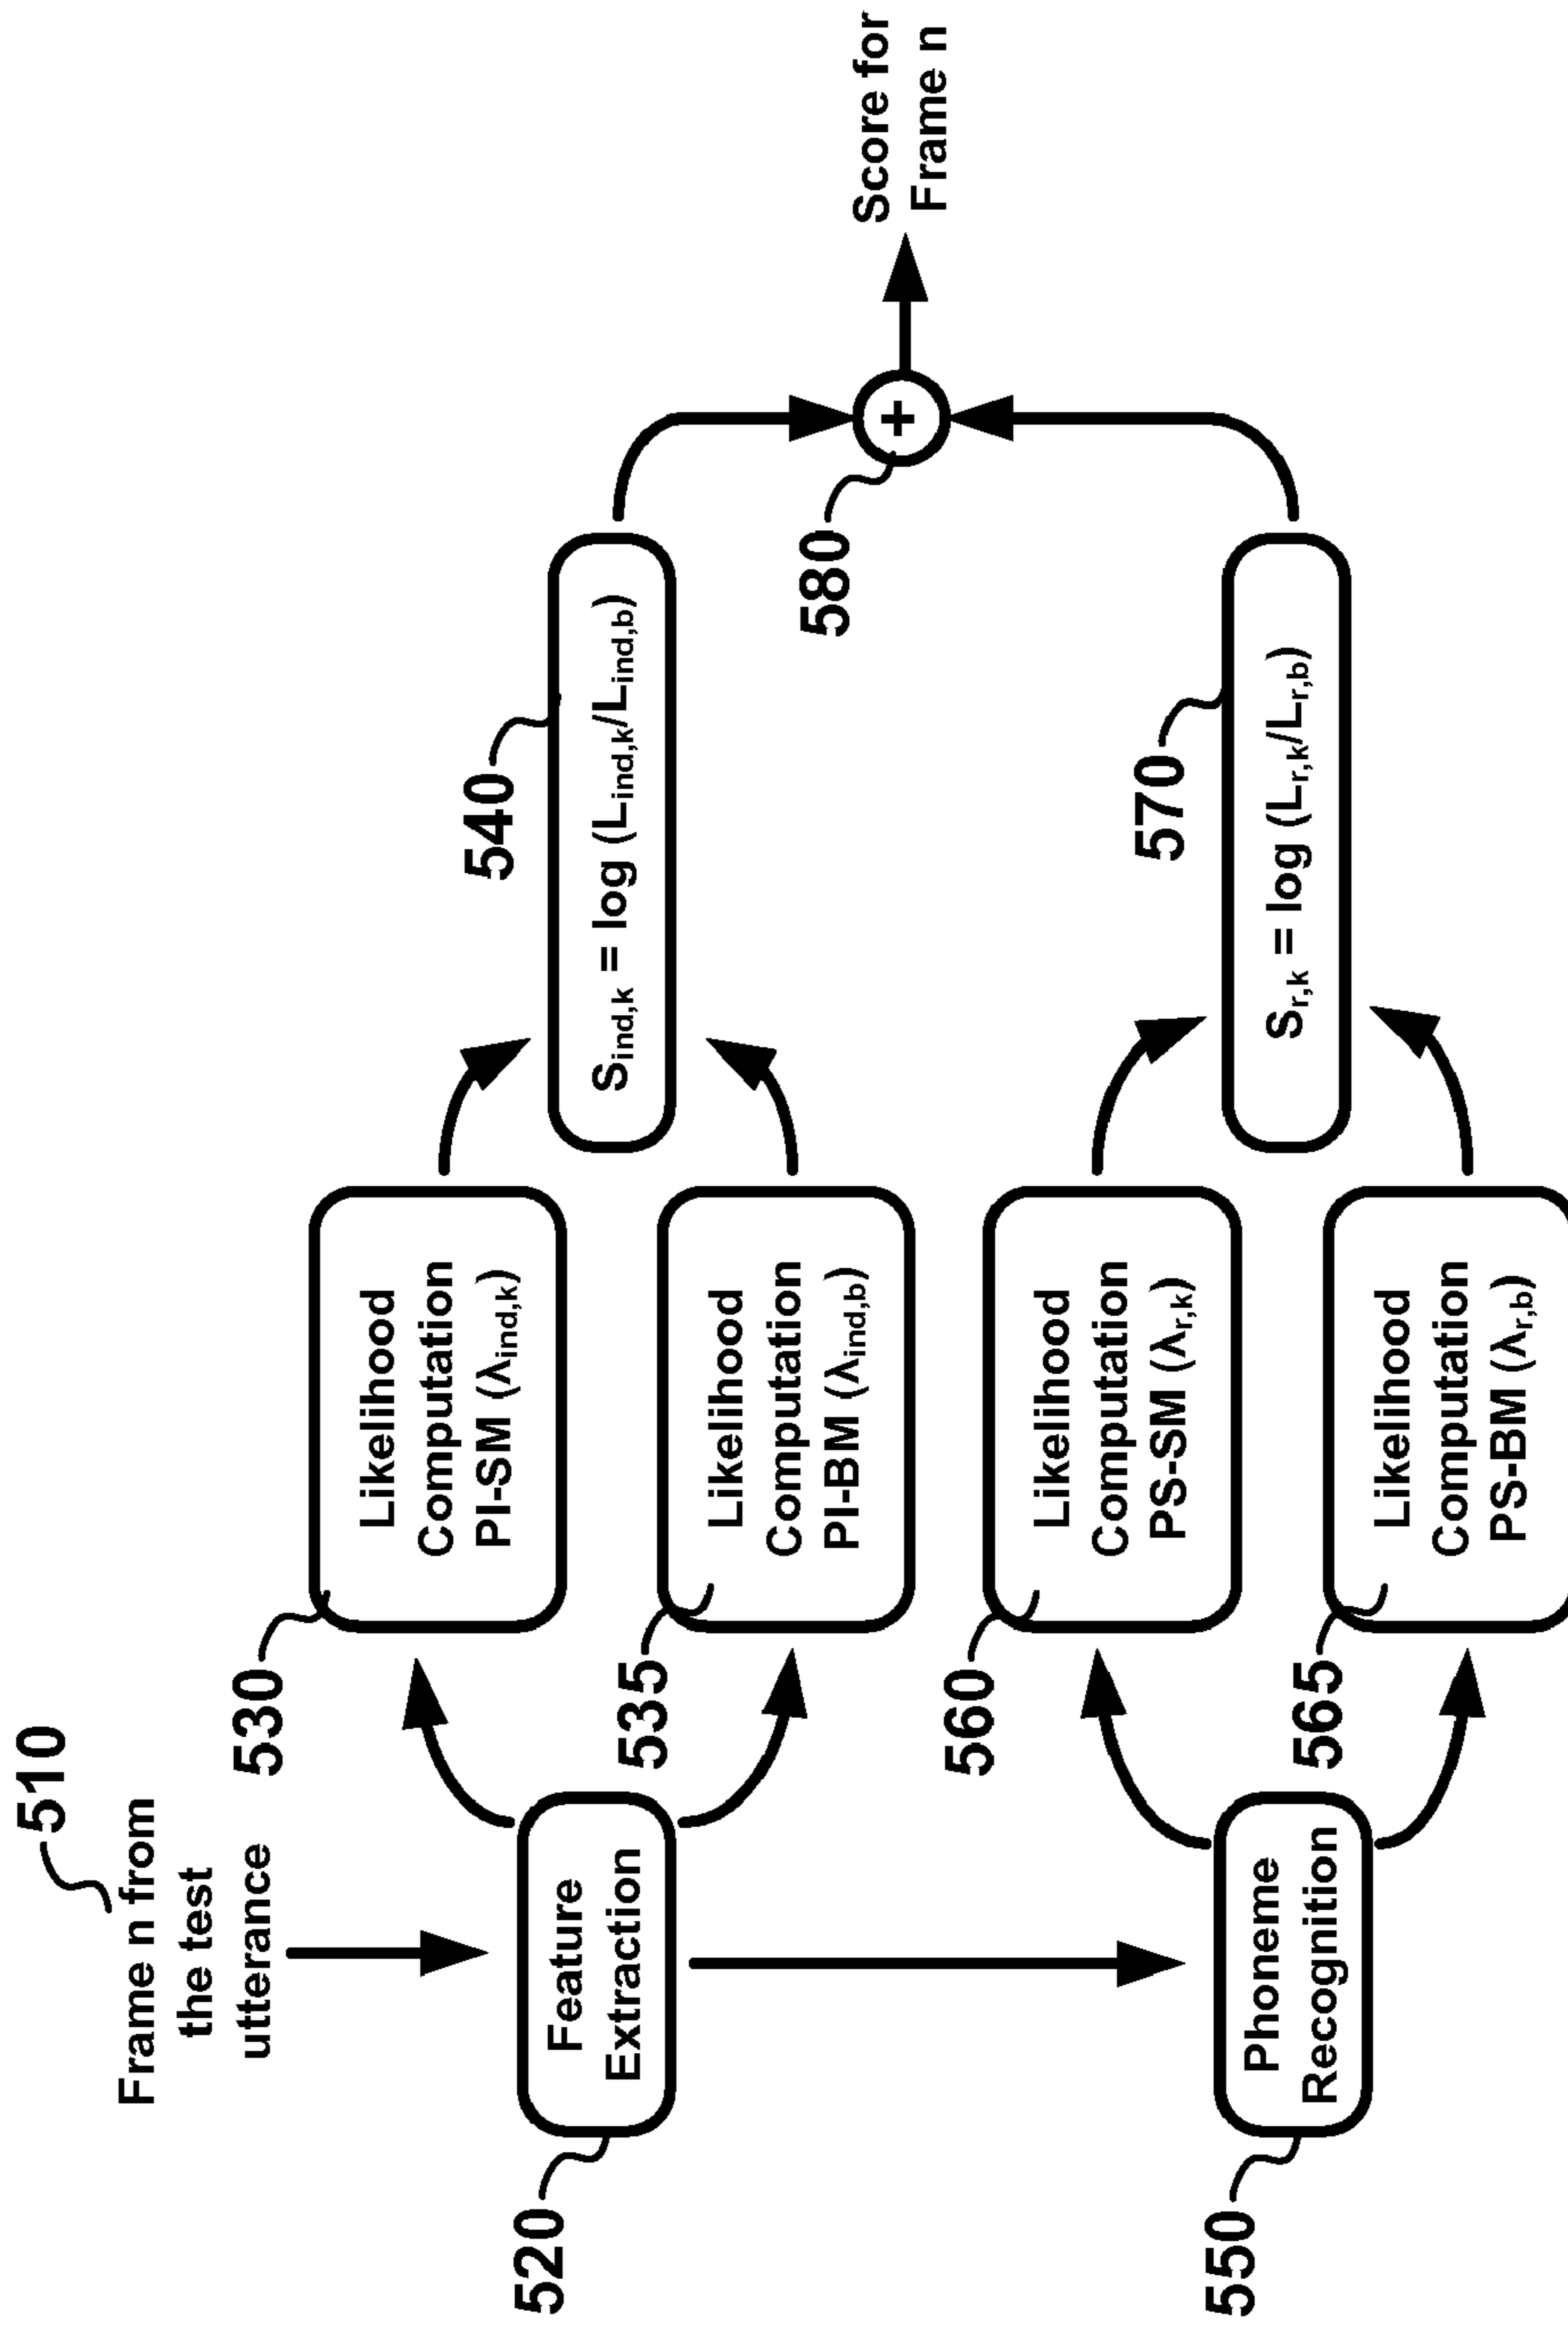 510
Frame n from
the test
utterance
520
Feature
Extraction
530
Likelihood
Computation
PI-SM (λind,k)
535
Likelihood
Computation
PI-BM (λind,b)
540
Sind,k = log (Lind,k/Lind,b)
550
Phoneme
Recognition
560
Likelihood
Computation
PS-SM (λr,k)
565
Likelihood
Computation
PS-BM (λr,b)
570
Sr,k = log (Lr,k/Lr,b)
580
+
Score for
Frame n